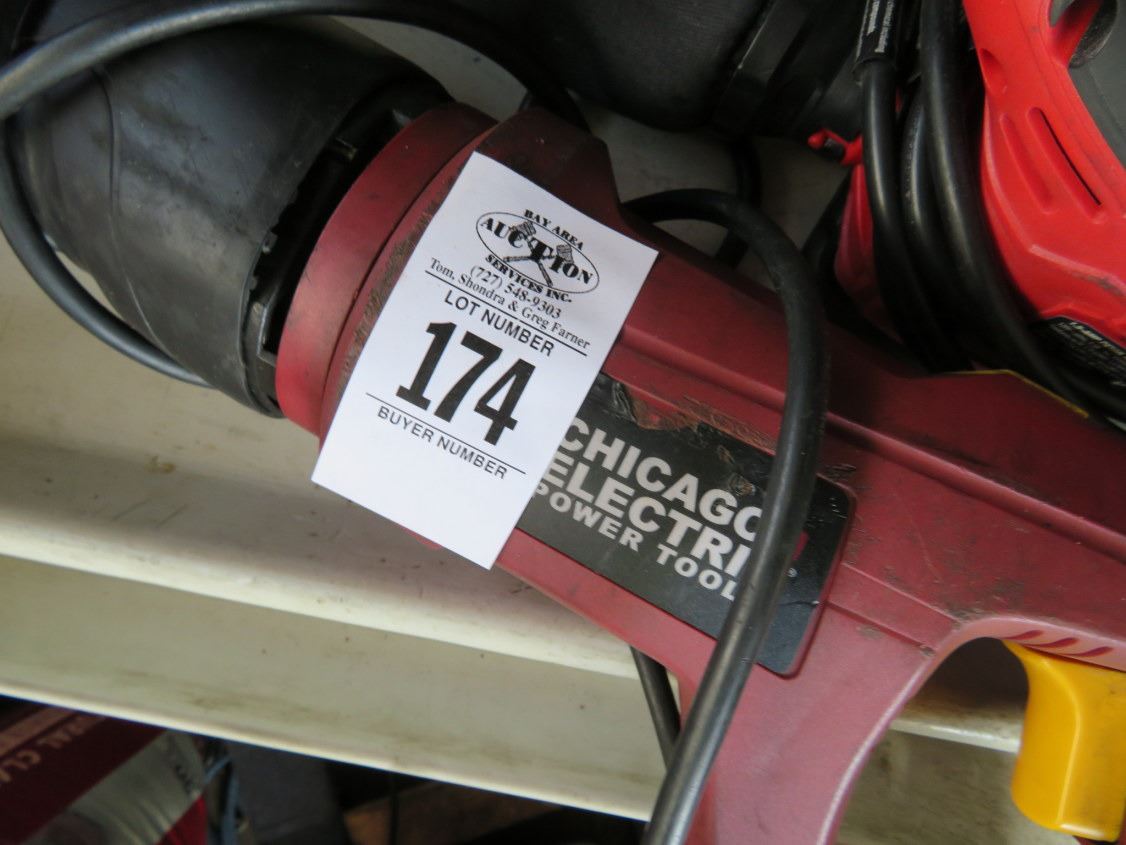 BAY AREA
AUCTION
SERVICES INC.
(727) 548-9303
Tom, Shondra & Greg Farner
LOT NUMBER
174
BUYER NUMBER
CHICAGO
ELECTRI
POWER TOOL